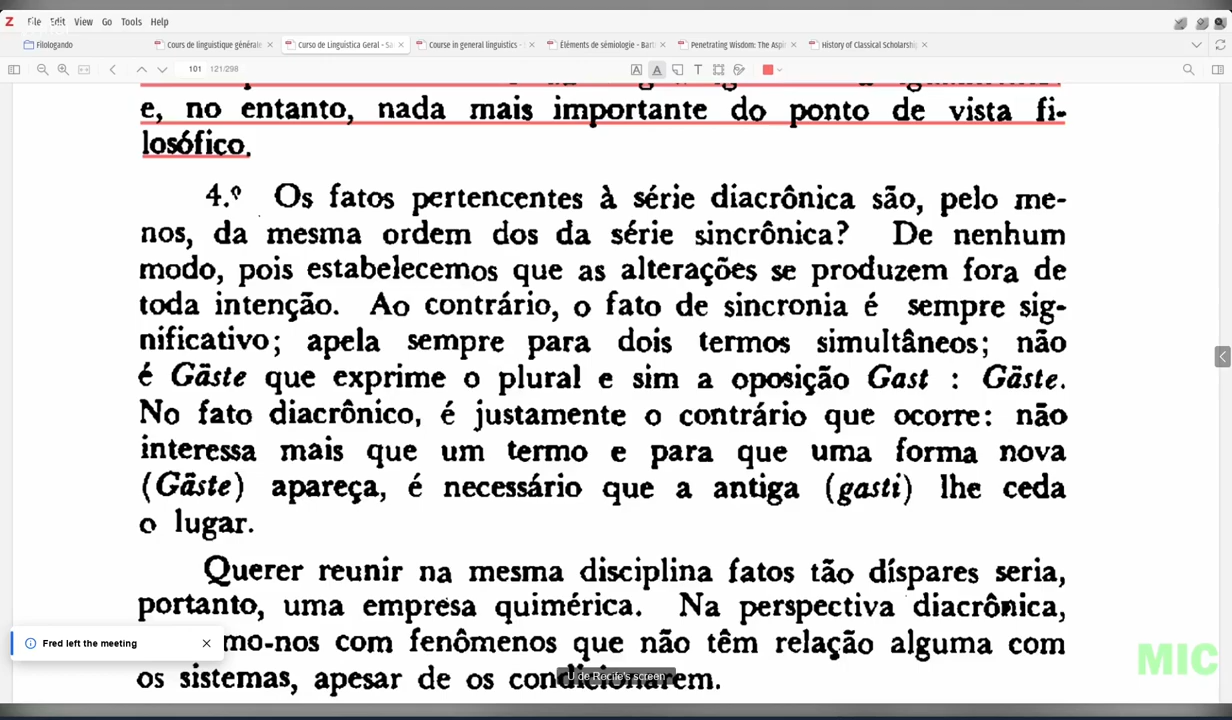 File Edit View Go Tools Help
Filologando Cours de linguistique générale Curso de Linguística Geral - Sa Course in general linguistics - Éléments de sémiologie - Bart Penetrating Wisdom: The Aspi History of Classical Scholarsh
101 121/298
e, no entanto, nada mais importante do ponto de vista fi-
losófico.
4.º Os fatos pertencentes à série diacrônica são, pelo me-
nos, da mesma ordem dos da série sincrônica? De nenhum
modo, pois estabelecemos que as alterações se produzem fora de
toda intenção. Ao contrário, o fato de sincronia é sempre sig-
nificativo; apela sempre para dois termos simultâneos; não
é Gäste que exprime o plural e sim a oposição Gast : Gäste.
No fato diacrônico, é justamente o contrário que ocorre: não
interessa mais que um termo e para que uma forma nova
(Gäste) apareça, é necessário que a antiga (gasti) lhe ceda
o lugar.
Querer reunir na mesma disciplina fatos tão díspares seria,
portanto, uma empresa quimérica. Na perspectiva diacrônica,
mo-nos com fenômenos que não têm relação alguma com
os sistemas, apesar de os condicionarem.
Fred left the meeting
U de Recife's screen
MIC